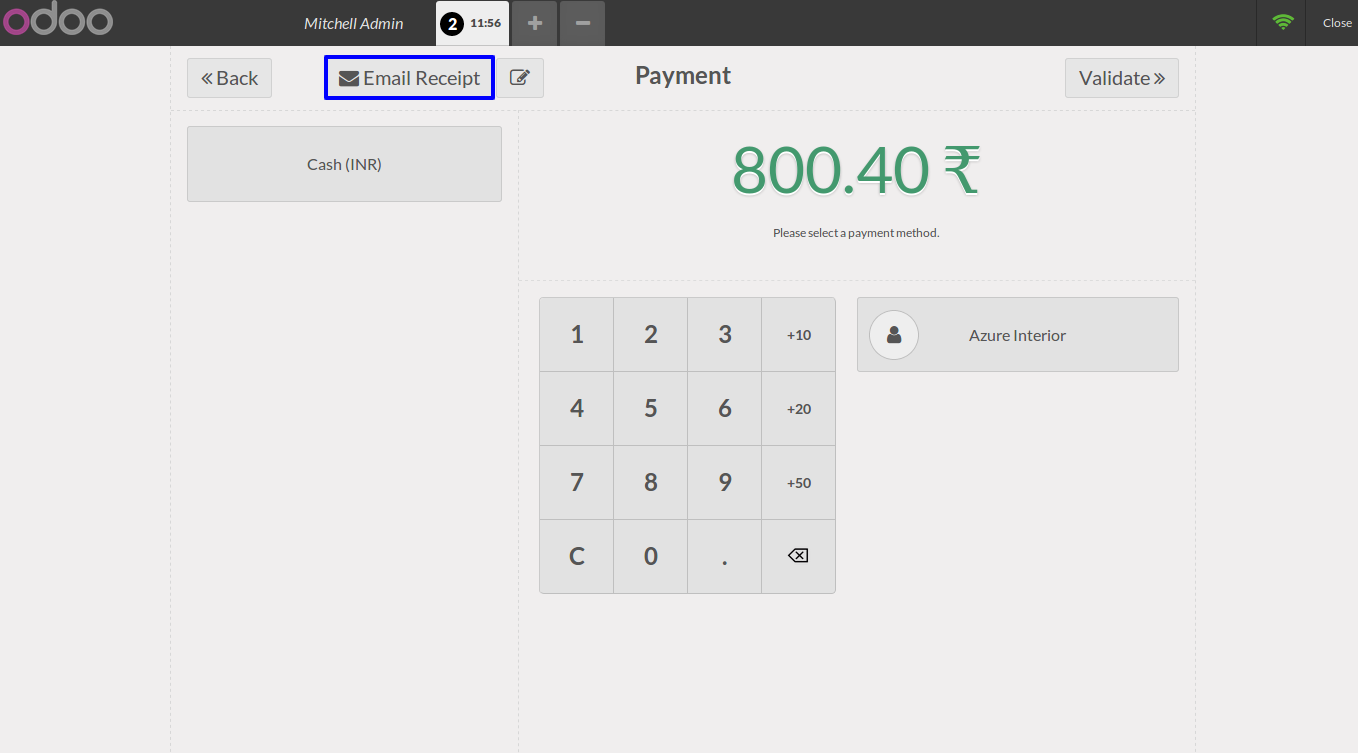 odoo
Mitchell Admin
2 11:56
Close
Back
Email Receipt
Payment
Validate
Cash (INR)
800.40 ₹
Please select a payment method.
1 2 3 +10
Azure Interior
4 5 6 +20
7 8 9 +50
C 0 .